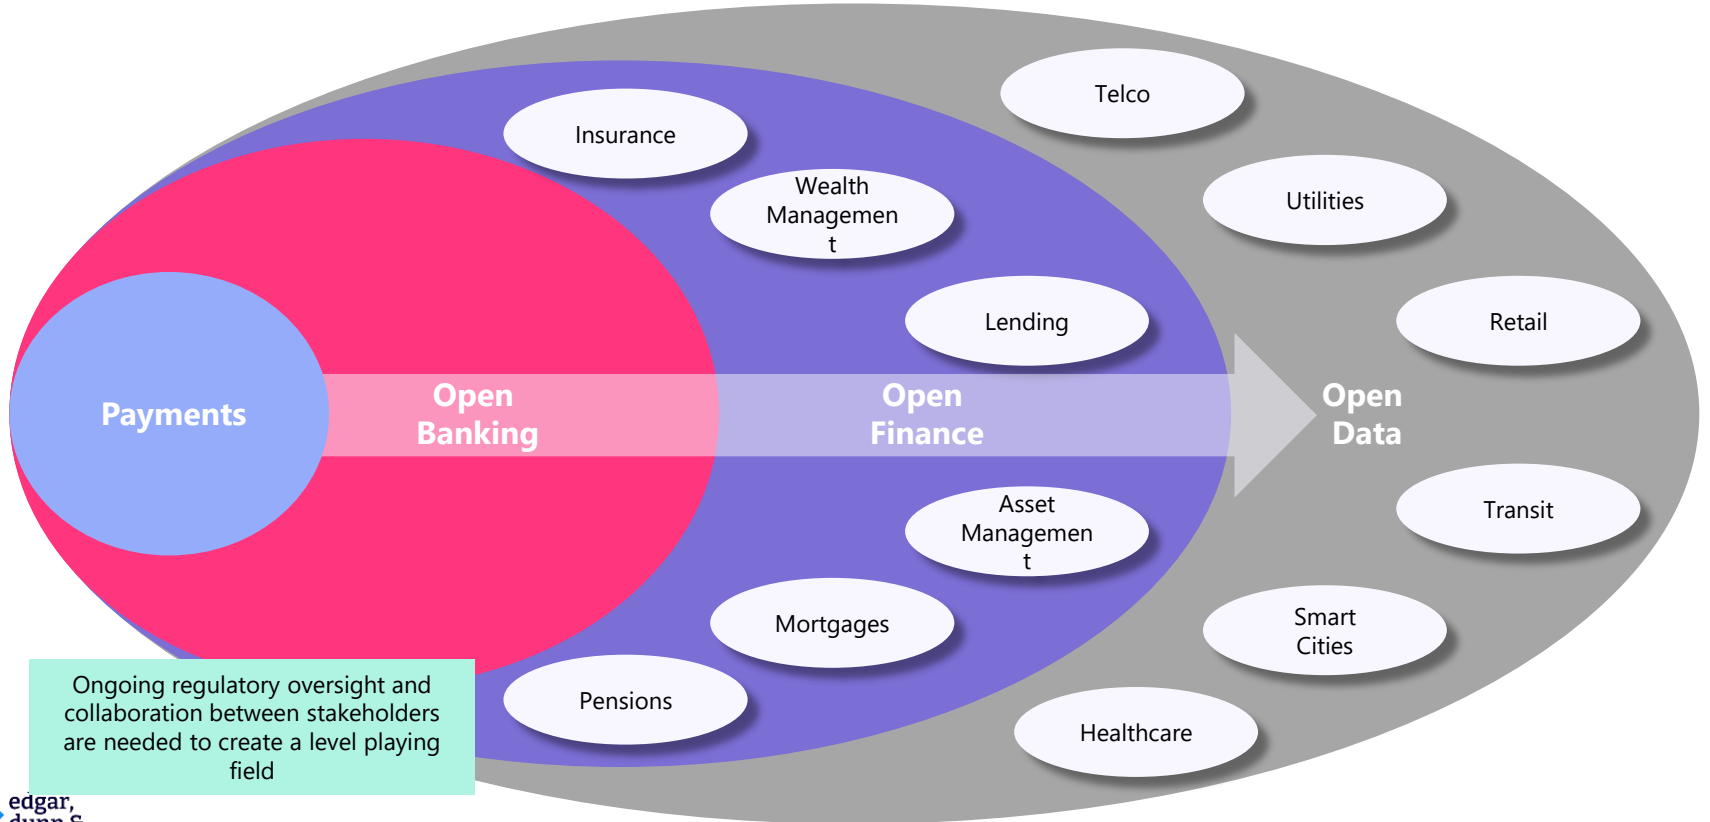 Telco
Insurance
Wealth
Managemen
t
Utilities
Lending
Retail
Payments
Open
Banking
Open
Finance
Open
Data
Asset
Managemen
t
Transit
Mortgages
Smart
Cities
Pensions
Healthcare
Ongoing regulatory oversight and
collaboration between stakeholders
are needed to create a level playing
field
edgar,
dunn &